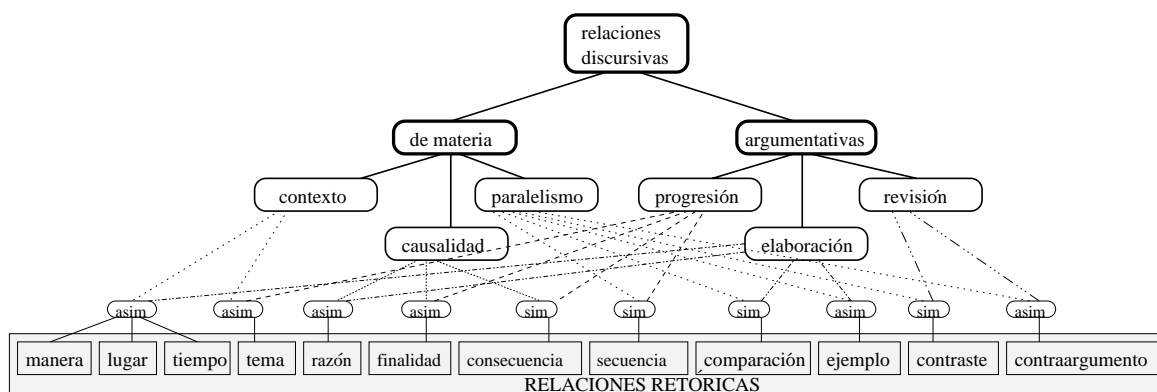 relaciones
discursivas
de materia
argumentativas
contexto
paralelismo
progresión
revisión
causalidad
elaboración
asim
asim
asim
asim
sim
sim
sim
asim
sim
asim
manera
lugar
tiempo
tema
razón
finalidad
consecuencia
secuencia
comparación
ejemplo
contraste
contraargumento
RELACIONES RETORICAS